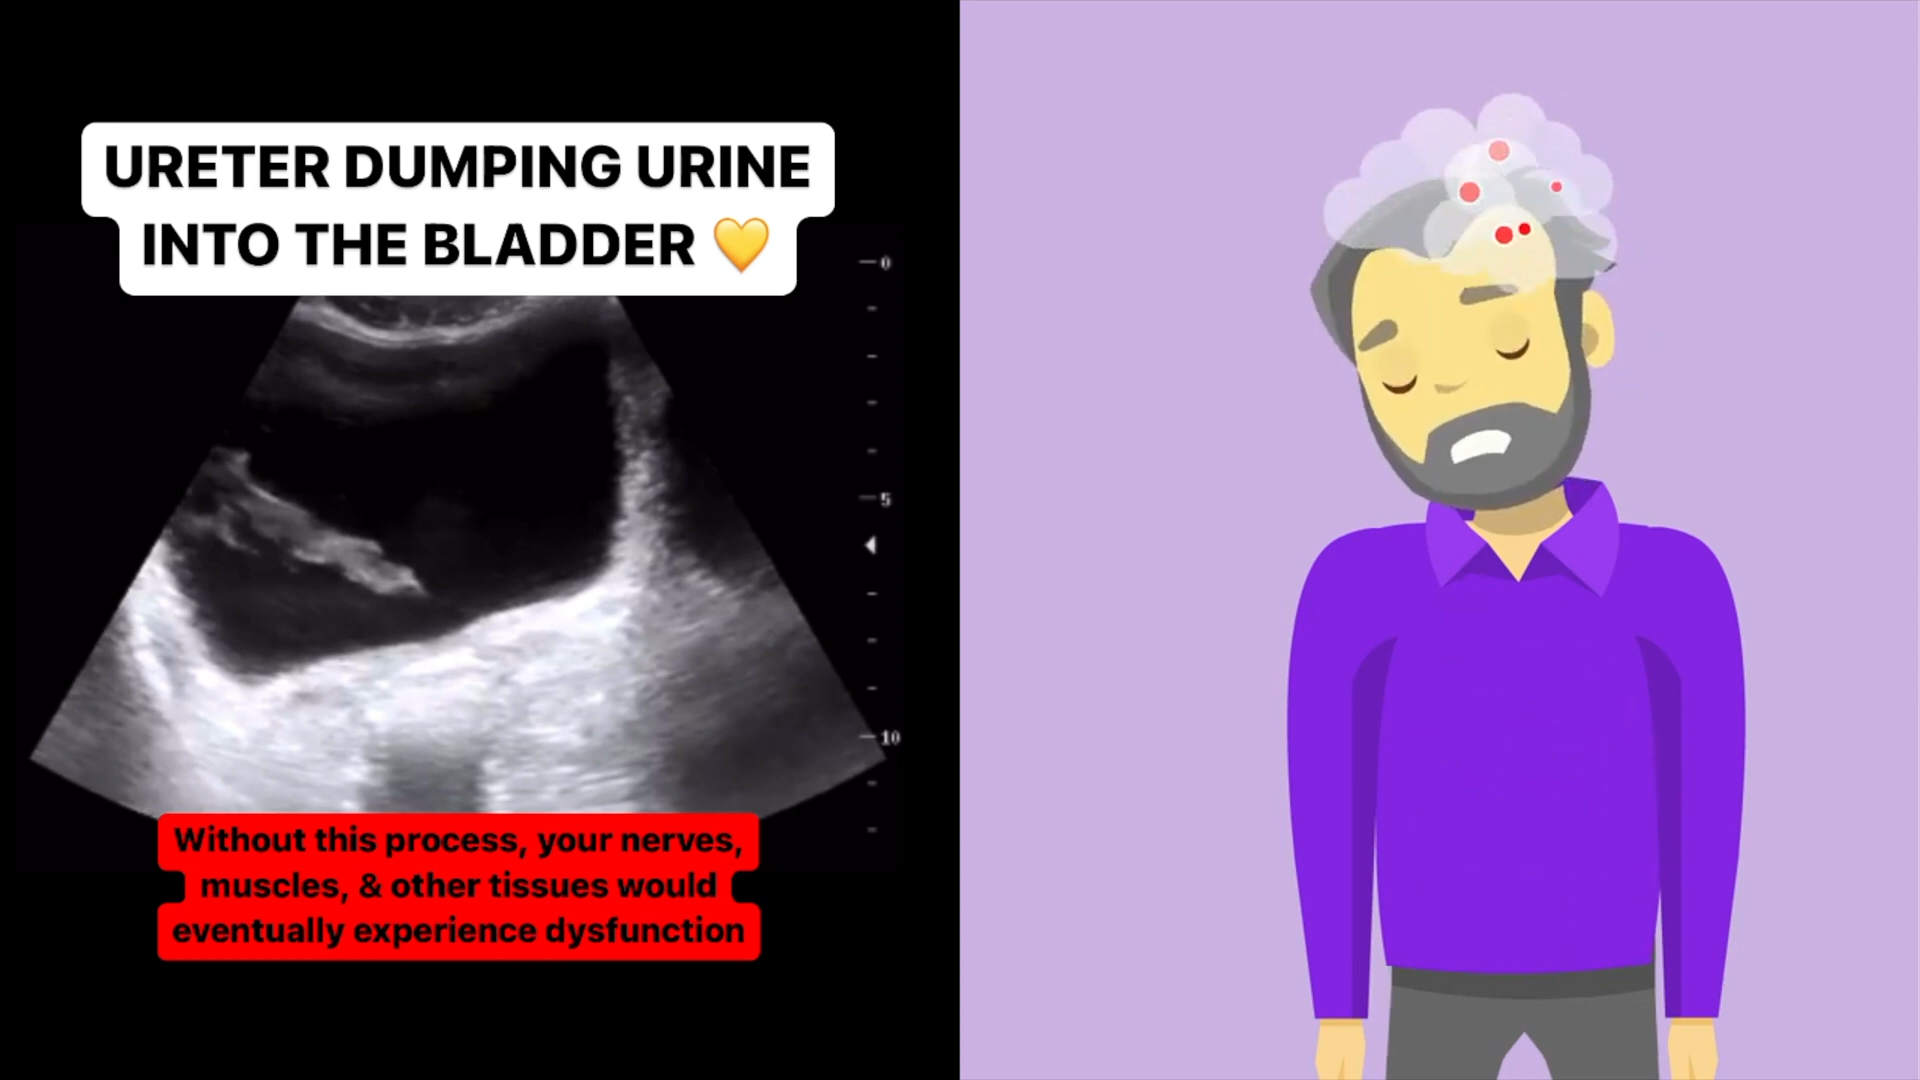 URETER DUMPING URINE
INTO THE BLADDER 💛
0
5
10
Without this process, your nerves,
muscles, & other tissues would
eventually experience dysfunction